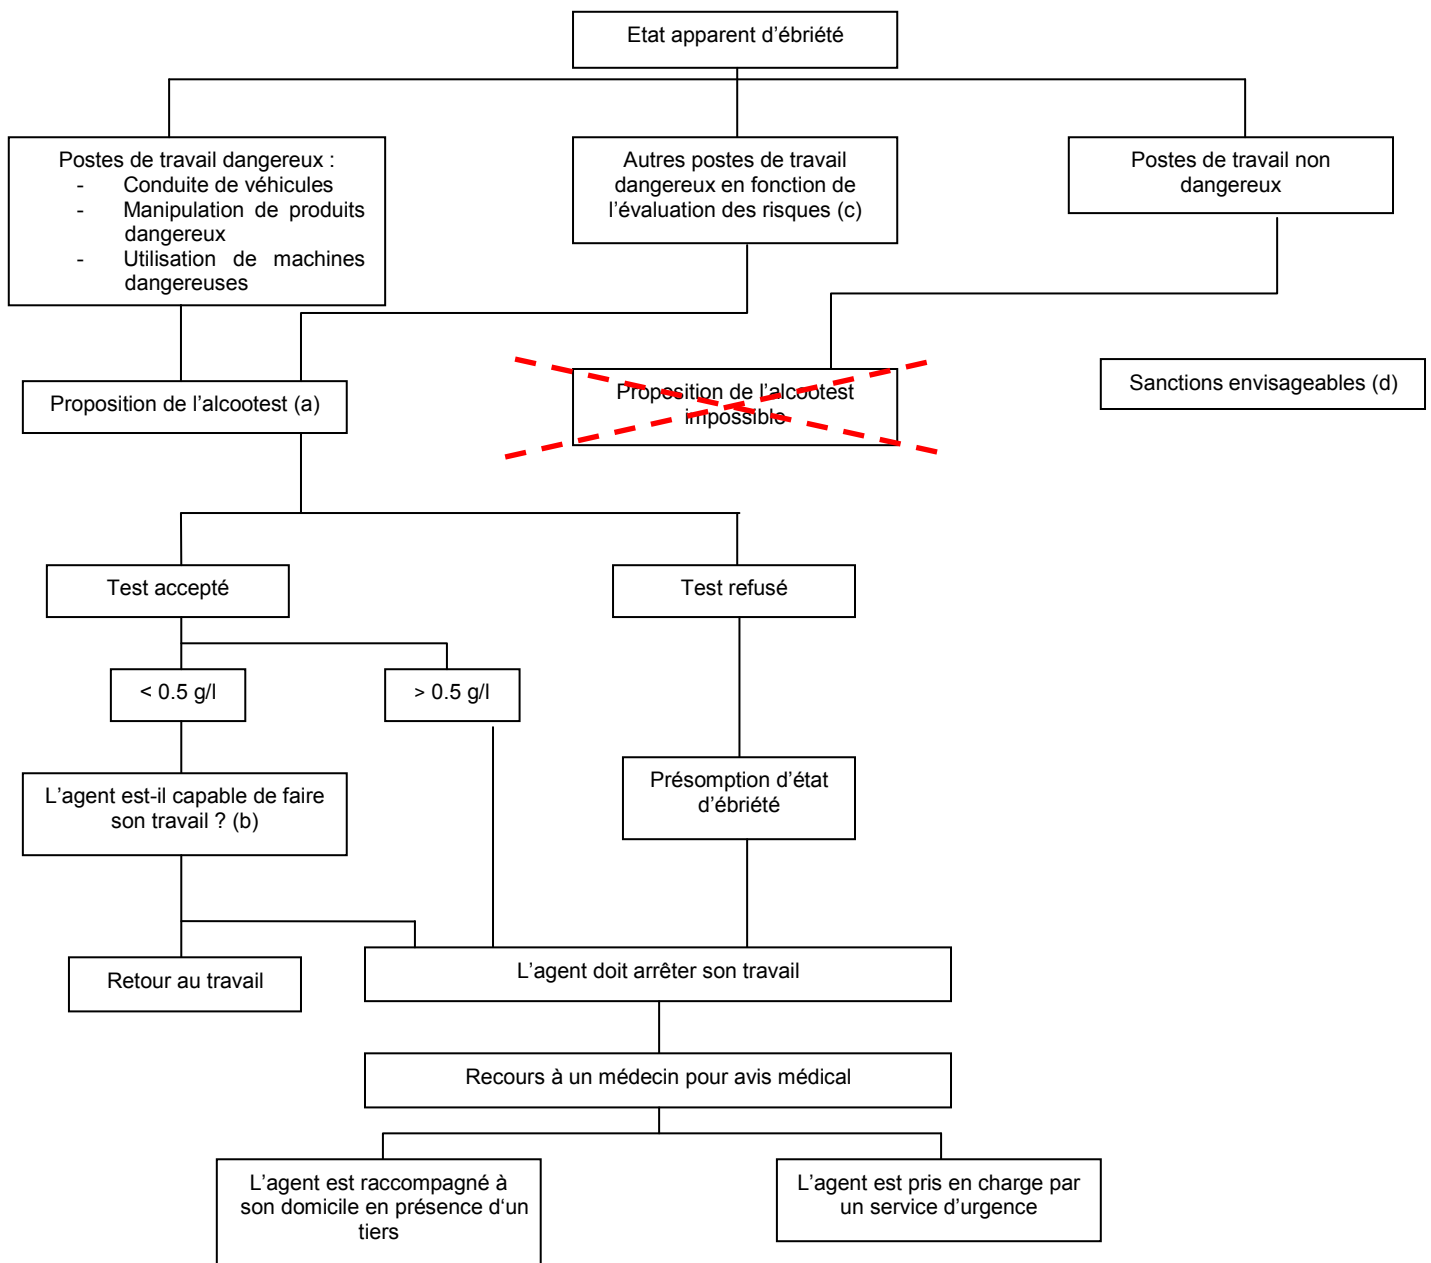 Etat apparent d’ébriété
Postes de travail dangereux :
- Conduite de véhicules
- Manipulation de produits
dangereux
- Utilisation de machines
dangereuses
Autres postes de travail
dangereux en fonction de
l’évaluation des risques (c)
Postes de travail non
dangereux
Proposition de l’alcootest (a)
Proposition de l’alcootest
impossible
Sanctions envisageables (d)
Test accepté
Test refusé
< 0.5 g/l
> 0.5 g/l
L’agent est-il capable de faire
son travail ? (b)
Présomption d’état
d’ébriété
Retour au travail
L’agent doit arrêter son travail
Recours à un médecin pour avis médical
L’agent est raccompagné à
son domicile en présence d‘un
tiers
L’agent est pris en charge par
un service d’urgence